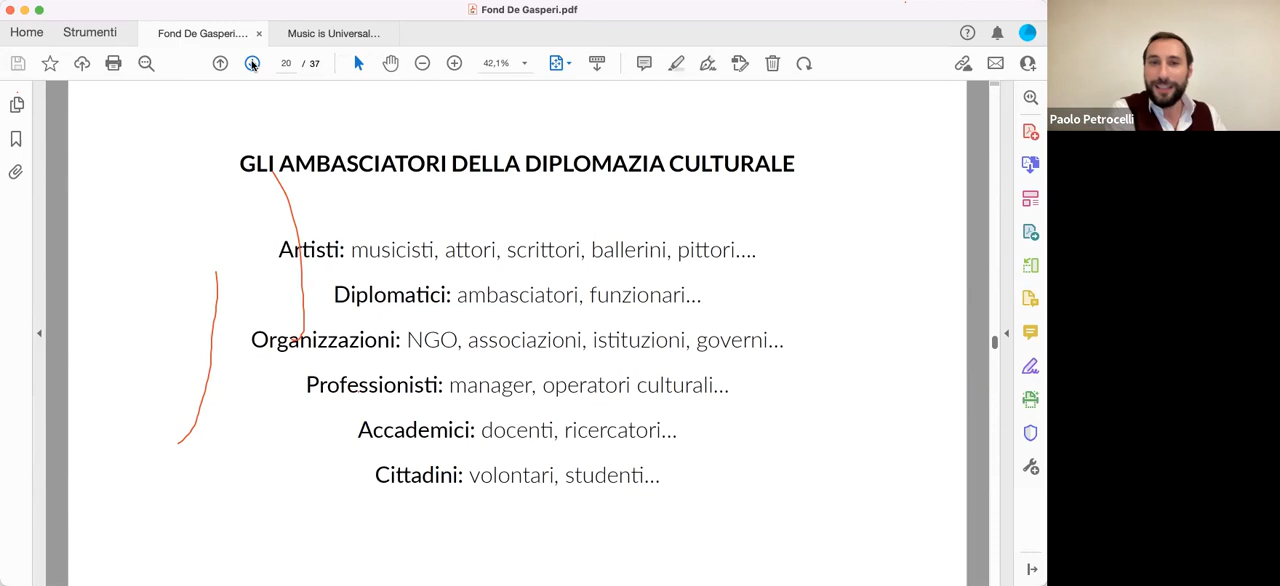 Fond De Gasperi.pdf
Home Strumenti Fond De Gasperi.... × Music is Universal...
20 / 37 42,1%
Paolo Petrocelli
GLI AMBASCIATORI DELLA DIPLOMAZIA CULTURALE
Artisti: musicisti, attori, scrittori, ballerini, pittori....
Diplomatici: ambasciatori, funzionari...
Organizzazioni: NGO, associazioni, istituzioni, governi...
Professionisti: manager, operatori culturali...
Accademici: docenti, ricercatori...
Cittadini: volontari, studenti...